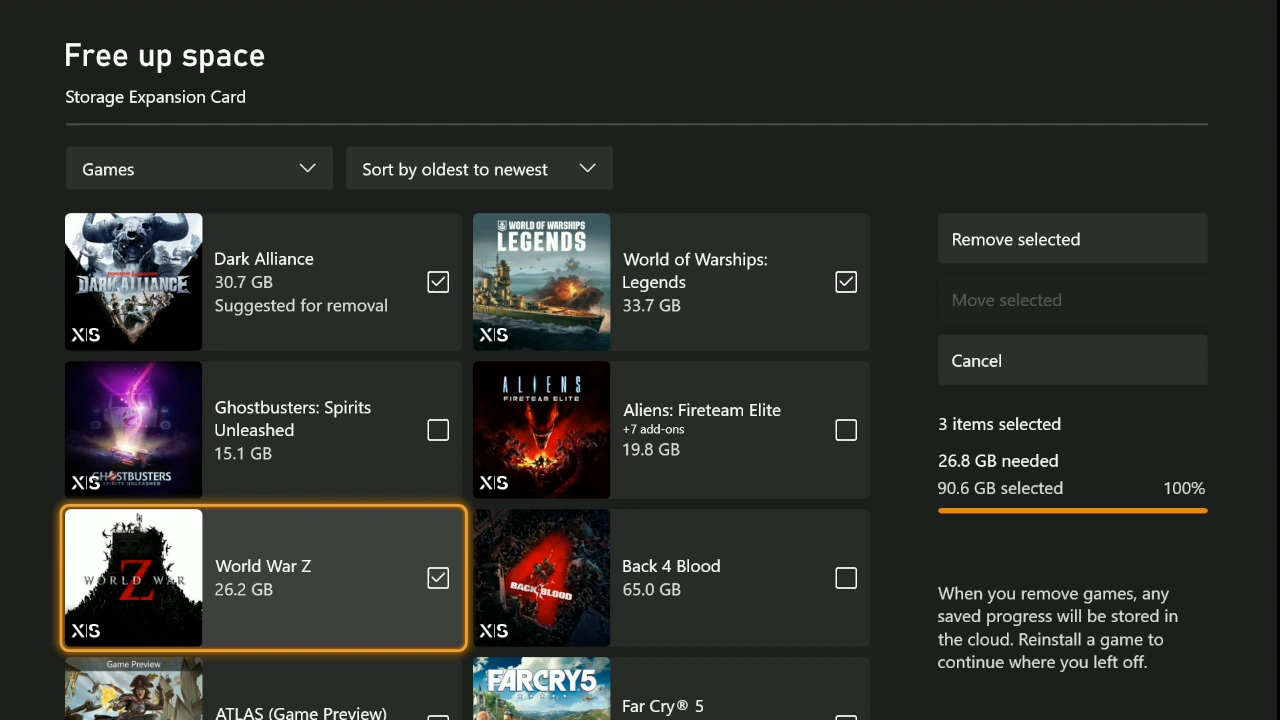 Free up space
Storage Expansion Card
Games
Sort by oldest to newest
DARK ALLIANCE
X|S
Dark Alliance
30.7 GB
Suggested for removal
WORLD OF WARSHIPS
LEGENDS
X|S
World of Warships:
Legends
33.7 GB
GHOSTBUSTERS
SPIRITS UNLEASHED
X|S
Ghostbusters: Spirits
Unleashed
15.1 GB
ALIENS
FIRETEAM ELITE
X|S
Aliens: Fireteam Elite
+7 add-ons
19.8 GB
WORLD WAR
Z
X|S
World War Z
26.2 GB
4
BACK BLOOD
X|S
Back 4 Blood
65.0 GB
Game Preview
ATLAS (Game Preview)
FARCRY5
Far Cry® 5
Remove selected
Move selected
Cancel
3 items selected
26.8 GB needed
90.6 GB selected
100%
When you remove games, any
saved progress will be stored in
the cloud. Reinstall a game to
continue where you left off.